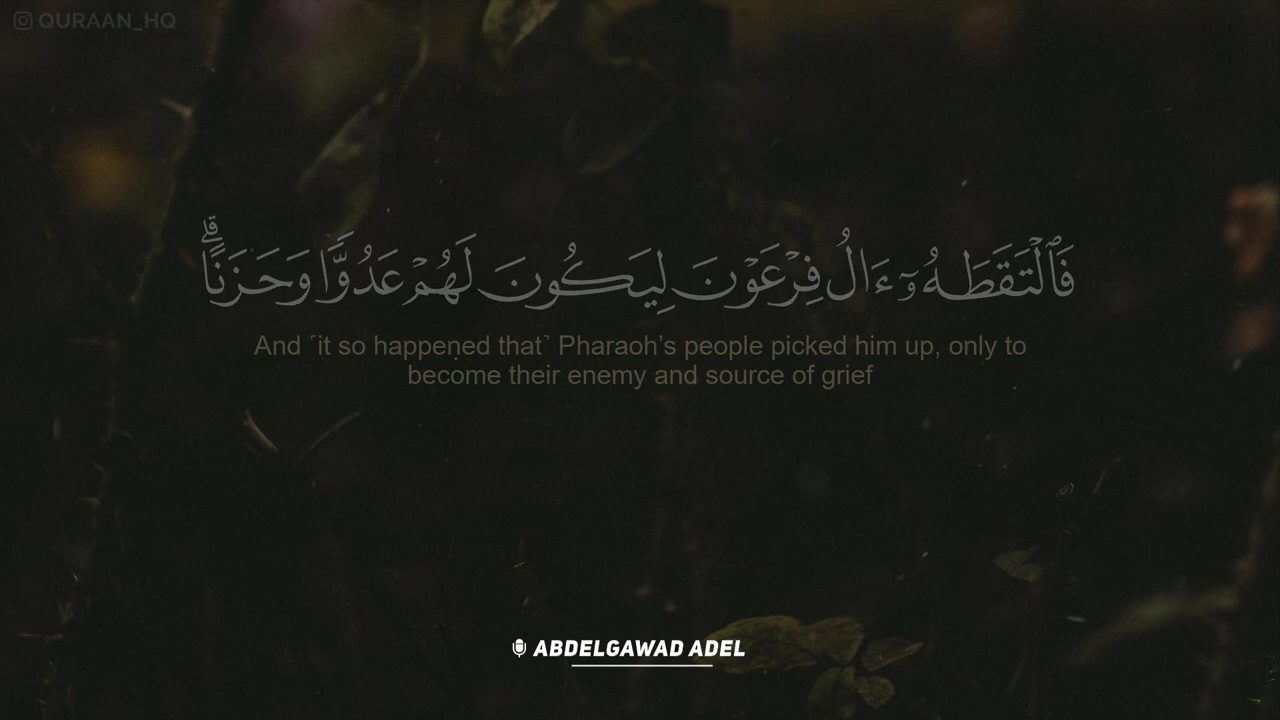 QURAAN_HQ
فَٱلْتَقَطَهُۥٓ ءَالُ فِرْعَوْنَ لِيَكُونَ لَهُمْ عَدُوًّا وَحَزَنًا ۗ
And ˹it so happened that˺ Pharaoh’s people picked him up, only to
become their enemy and source of grief
ABDELGAWAD ADEL